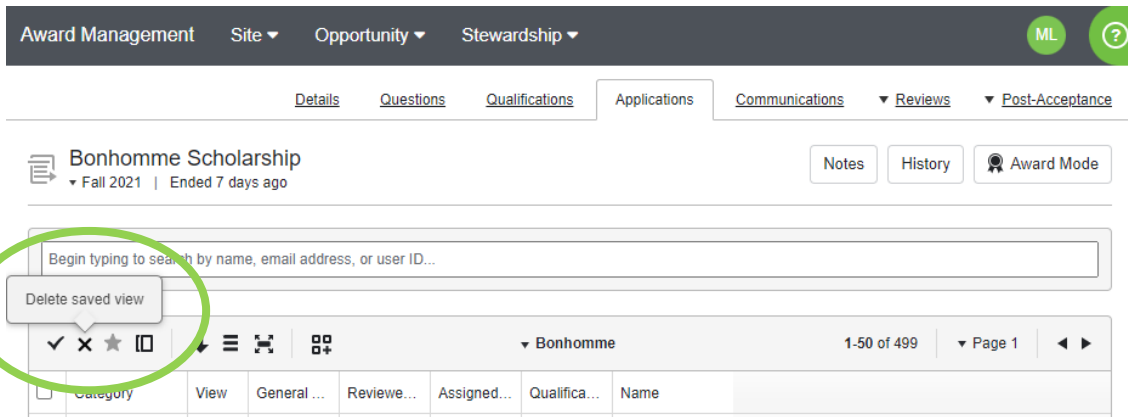 Award Management Site Opportunity Stewardship ML ?
Details Questions Qualifications Applications Communications Reviews Post-Acceptance
Bonhomme Scholarship
Fall 2021 | Ended 7 days ago
Notes History Award Mode
Begin typing to search by name, email address, or user ID...
Delete saved view
Bonhomme 1-50 of 499 Page 1
Category View General ... Reviewe... Assigned... Qualifica... Name